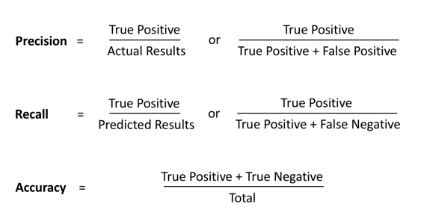 Precision = True Positive / Actual Results or True Positive / True Positive + False Positive
Recall = True Positive / Predicted Results or True Positive / True Positive + False Negative
Accuracy = True Positive + True Negative / Total